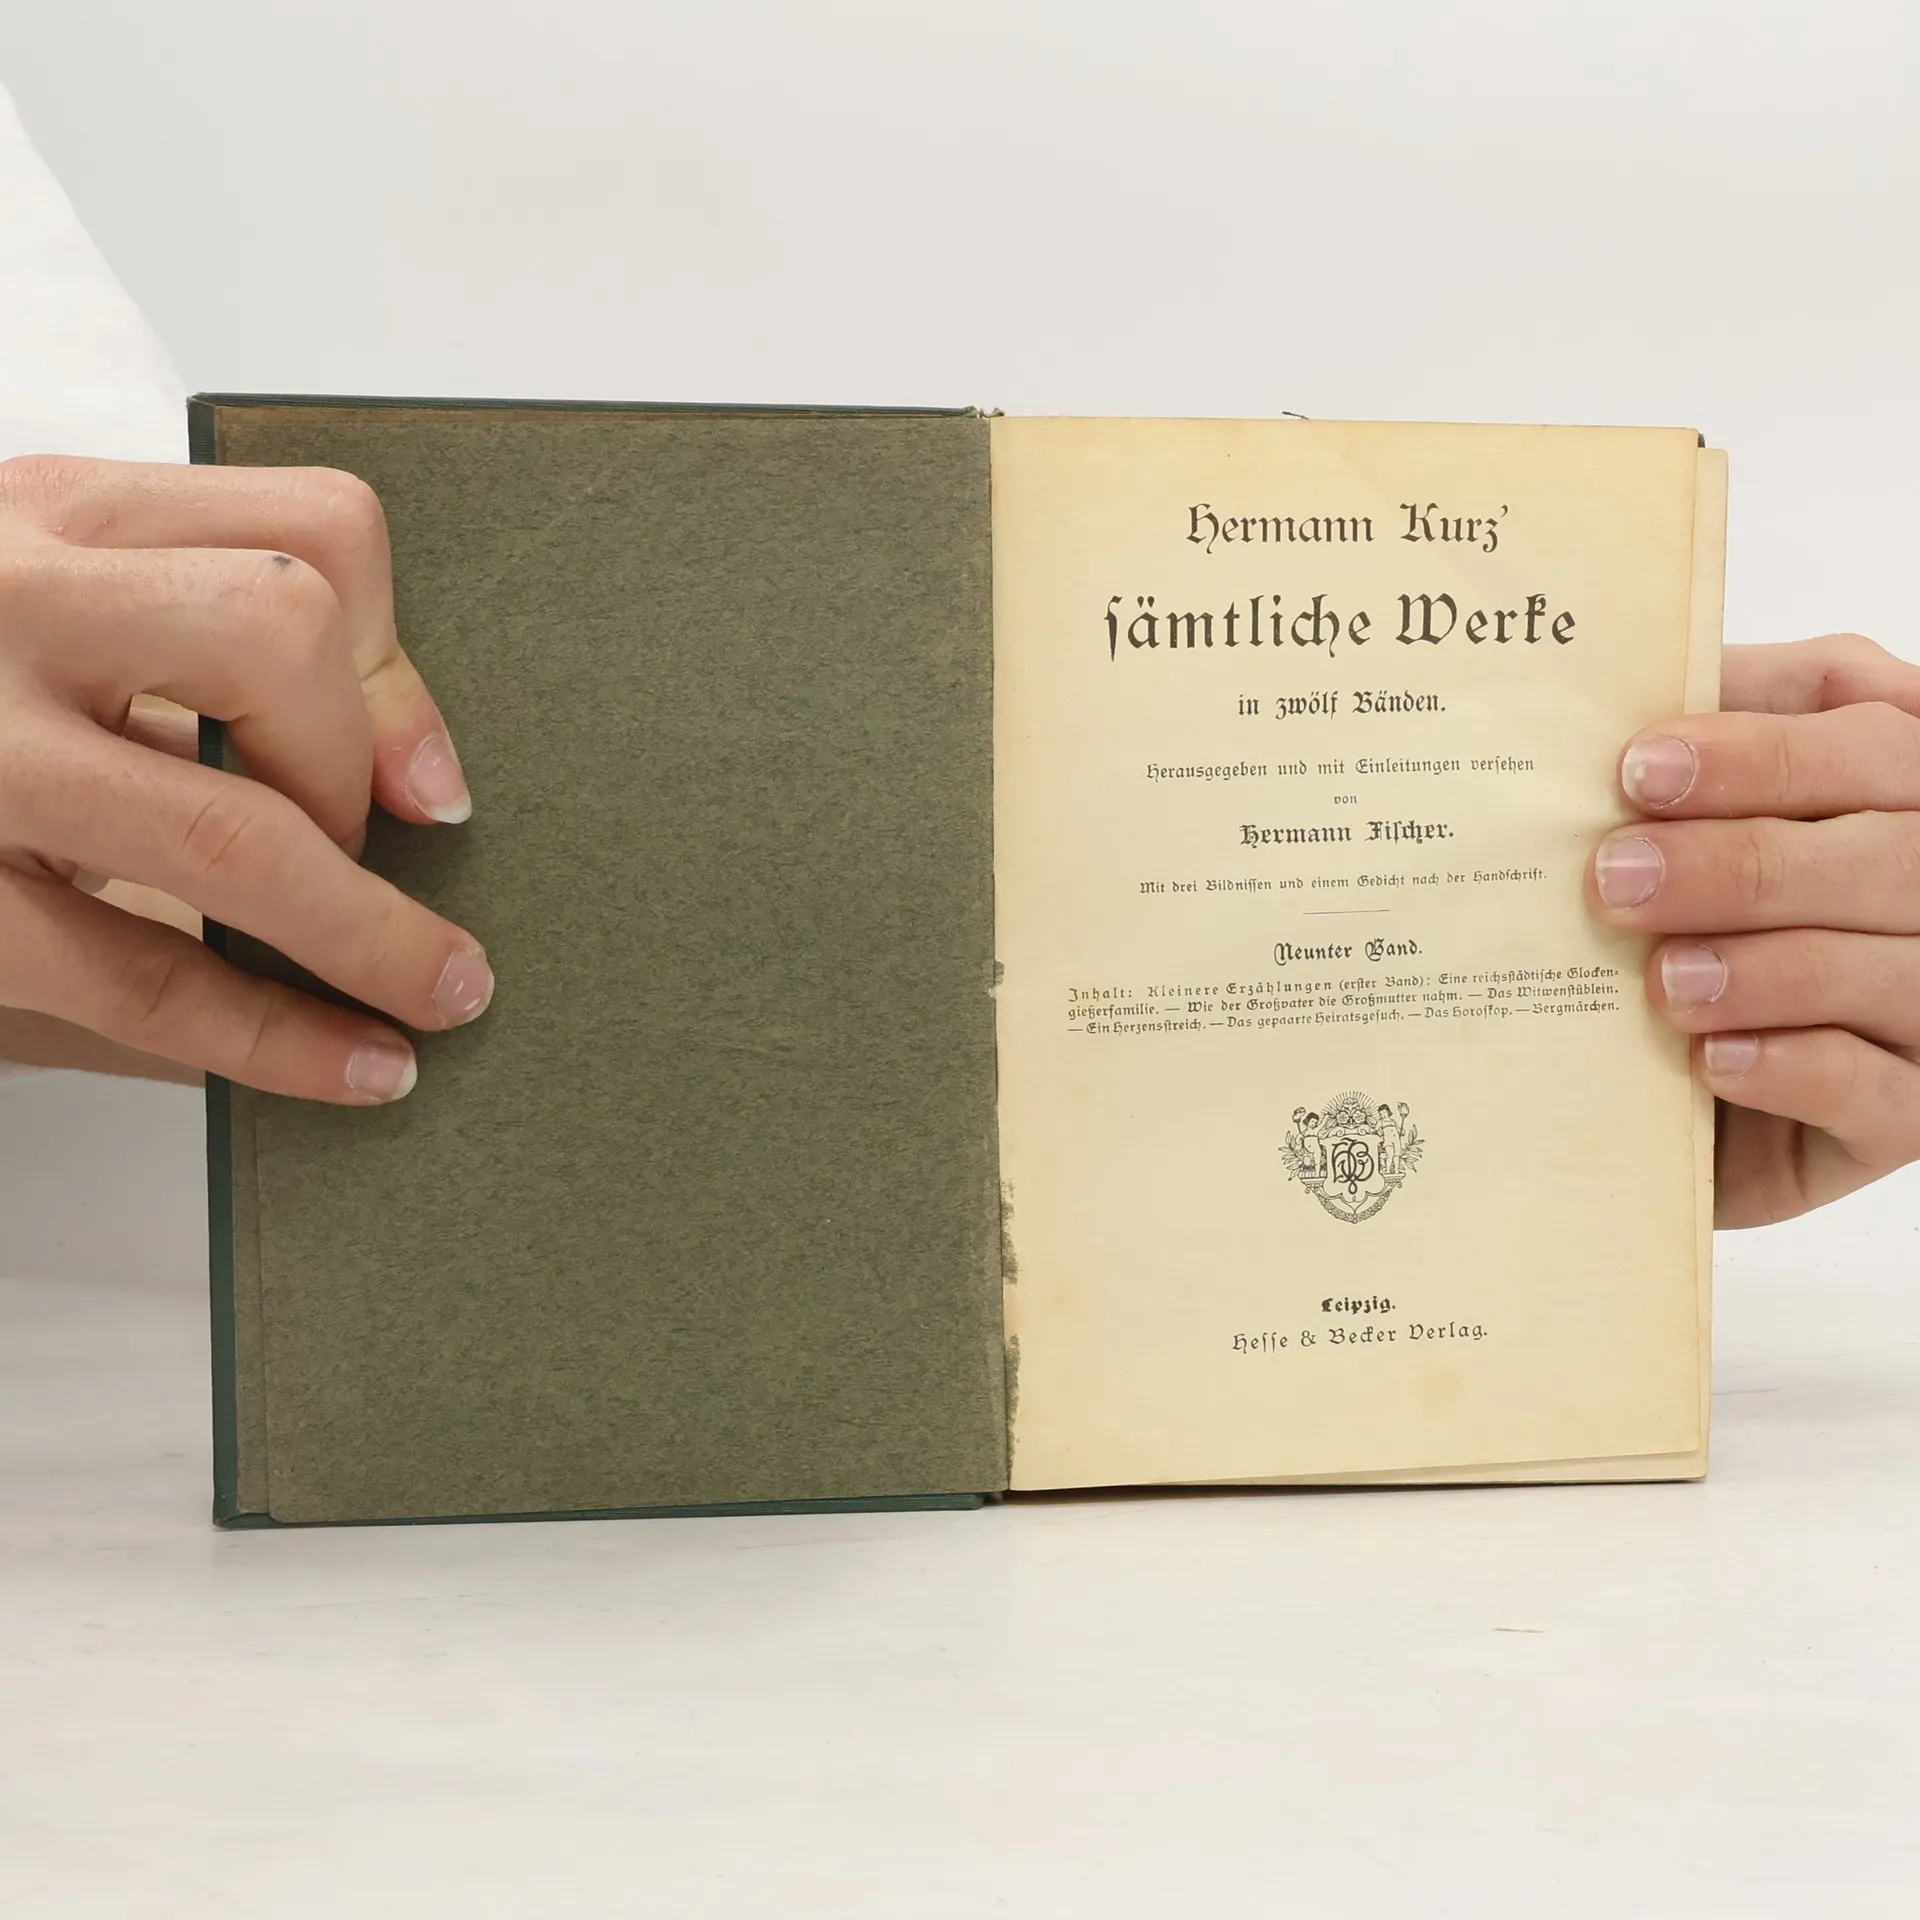 Hermann Kurz'
ſämtliche Werke
in zwölf Bänden.
Herausgegeben und mit Einleitungen verſehen
von
Hermann Fiſcher.
Mit drei Bildniſſen und einem Gedicht nach der Handſchrift.
Neunter Band.
Inhalt: Kleinere Erzählungen (erſter Band): Eine reichsſtädtiſche Glocken-
gießerfamilie. — Wie der Großvater die Großmutter nahm. — Das Witwenſtüblein.
— Ein Herzensſtreich. — Das gepaarte Heiratsgeſuch. — Das Horoſkop. — Bergmärchen.
HBV
Leipzig.
Heſſe & Becker Verlag.